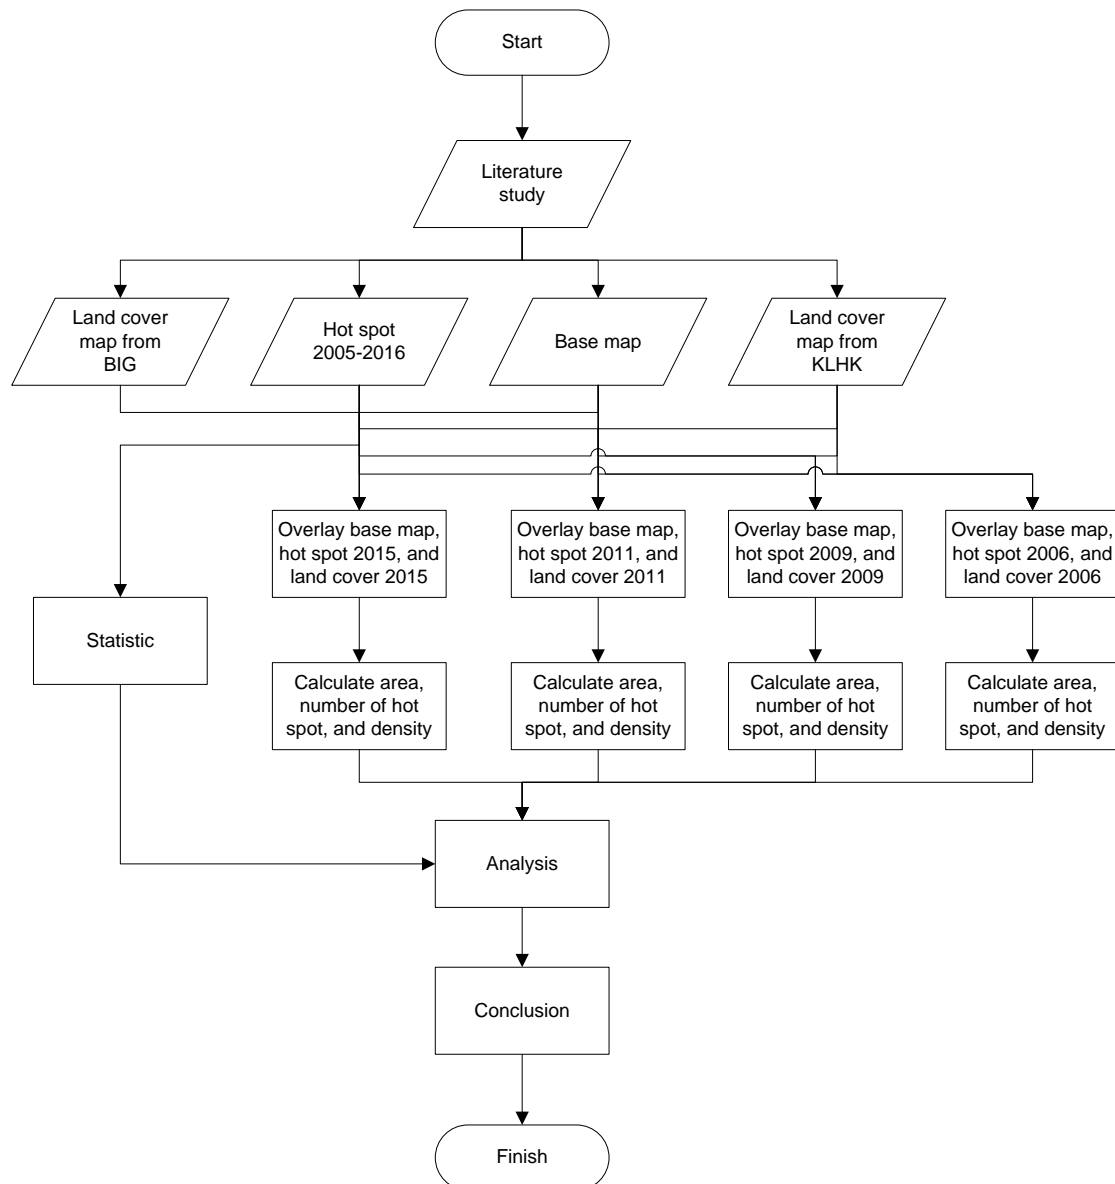 Start
Literature
study
Land cover
map from
BIG
Hot spot
2005-2016
Base map
Land cover
map from
KLHK
Overlay base map,
hot spot 2015, and
land cover 2015
Overlay base map,
hot spot 2011, and
land cover 2011
Overlay base map,
hot spot 2009, and
land cover 2009
Overlay base map,
hot spot 2006, and
land cover 2006
Statistic
Calculate area,
number of hot
spot, and density
Calculate area,
number of hot
spot, and density
Calculate area,
number of hot
spot, and density
Calculate area,
number of hot
spot, and density
Analysis
Conclusion
Finish